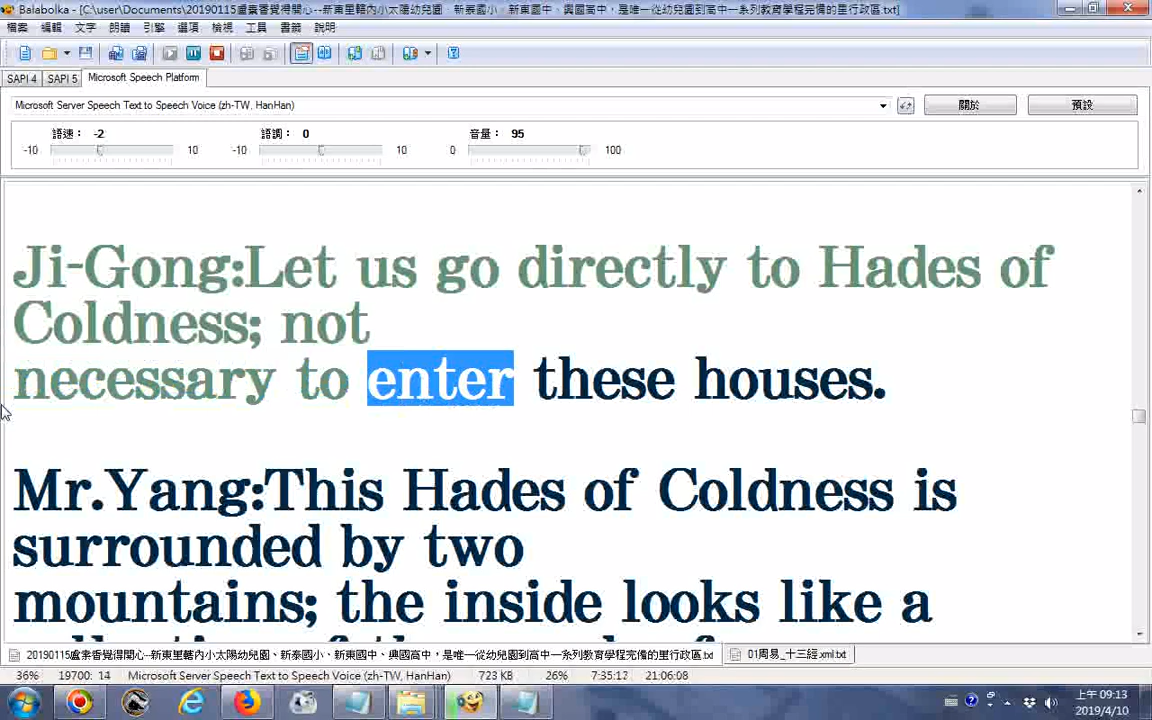 Balabolka - [C:\user\Documents\20190115盧素香覺得開心--新東里轄內小太陽幼兒園、新泰國小、新東國中、興國高中，是唯一從幼兒園到高中一系列教育學程完備的里行政區.txt]
檔案 編輯 文字 朗讀 引擎 選項 檢視 工具 書籤 說明
SAPI 4 SAPI 5 Microsoft Speech Platform
Microsoft Server Speech Text to Speech Voice (zh-TW, HanHan) 關於 預設
語速： -2 語調： 0 音量： 95
-10 10 -10 10 0 100
Ji-Gong:Let us go directly to Hades of
Coldness; not
necessary to enter these houses.
Mr.Yang:This Hades of Coldness is
surrounded by two
mountains; the inside looks like a
20190115盧素香覺得開心--新東里轄內小太陽幼兒園、新泰國小、新東國中、興國高中，是唯一從幼兒園到高中一系列教育學程完備的里行政區.txt 01周易_十三經.xml.txt
36% 19700: 14 Microsoft Server Speech Text to Speech Voice (zh-TW, HanHan) 723 KB 26% 7:35:13 21:06:08
上午 09:13
2019/4/10